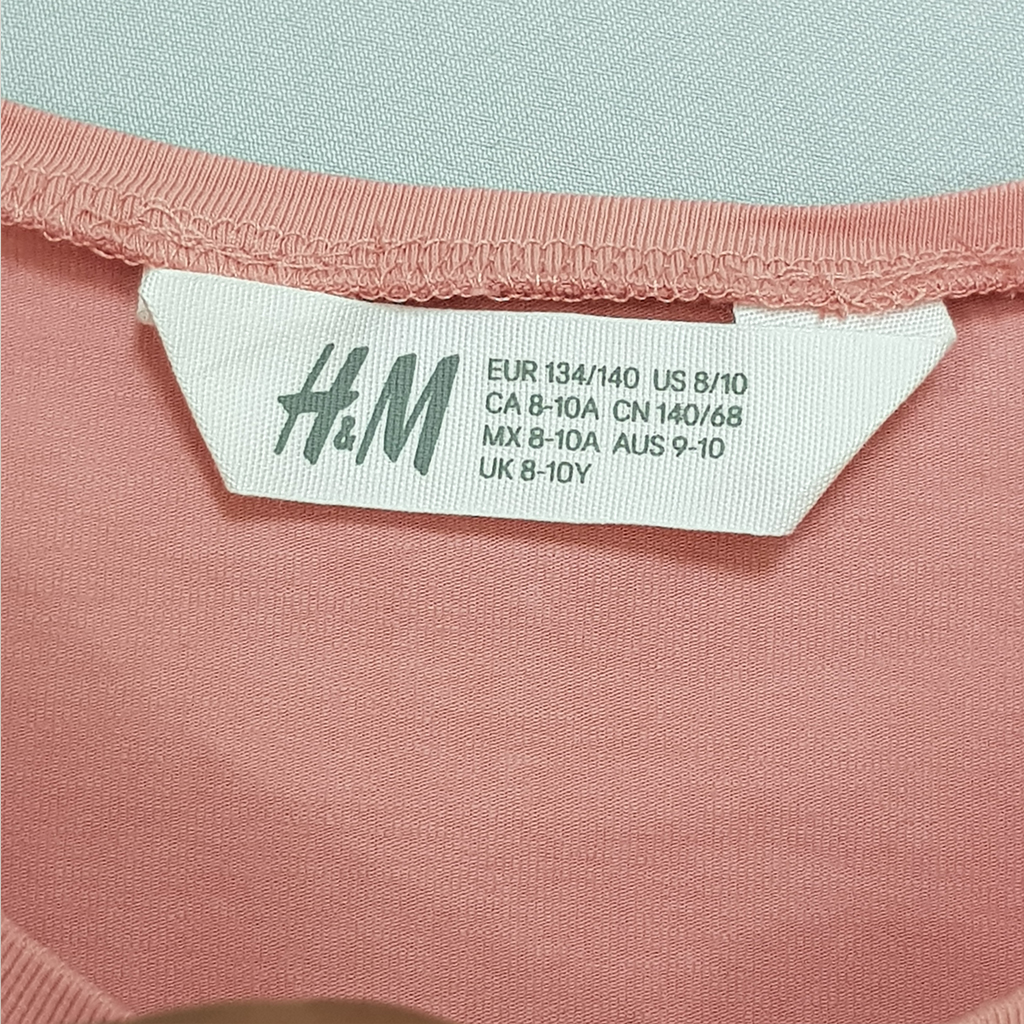 H&M
EUR 134/140 US 8/10
CA 8-10A CN 140/68
MX 8-10A AUS 9-10
UK 8-10Y